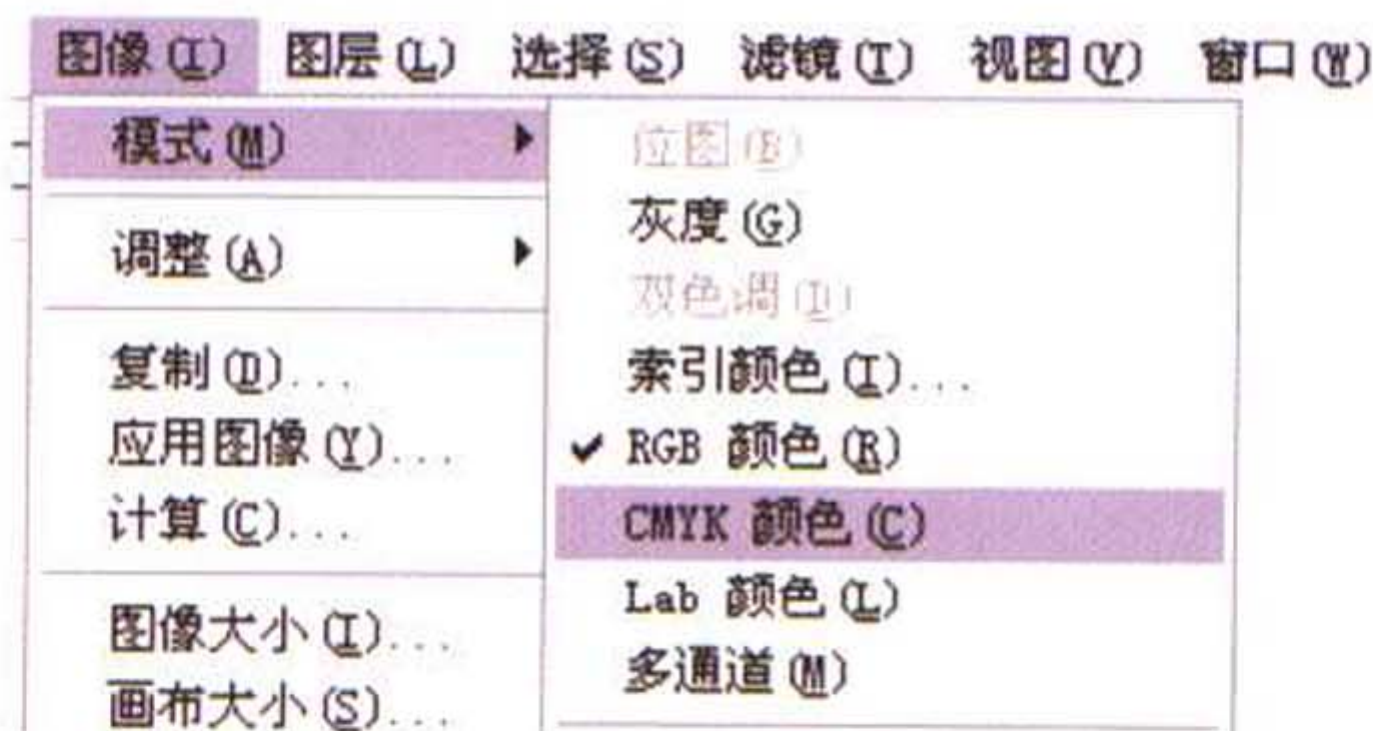 图像(I) 图层(L) 选择(S) 滤镜(T) 视图(V) 窗口(W)
模式(M)
调整(A)
复制(D)...
应用图像(Y)...
计算(C)...
图像大小(I)...
画布大小(S)...
位图(B)
灰度(G)
双色调(D)
索引颜色(I)...
✓ RGB 颜色(R)
CMYK 颜色(C)
Lab 颜色(L)
多通道(M)